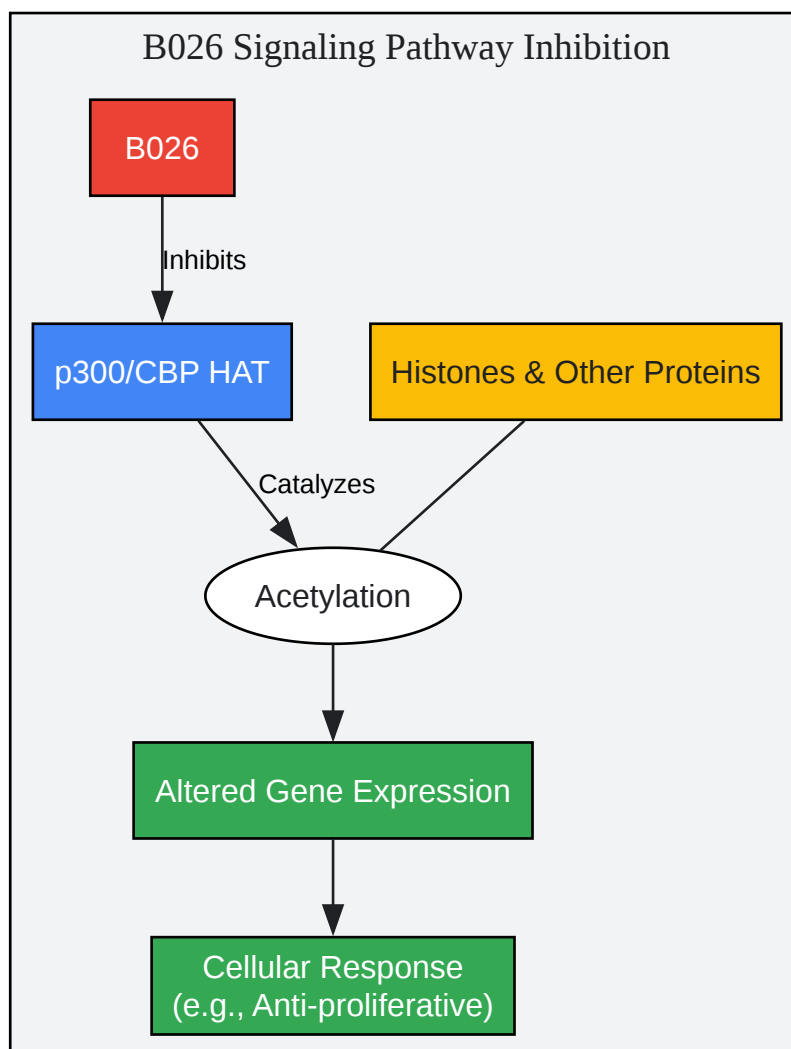 B026 Signaling Pathway Inhibition
B026
Inhibits
p300/CBP HAT
Histones & Other Proteins
Catalyzes
Acetylation
Altered Gene Expression
Cellular Response
(e.g., Anti-proliferative)